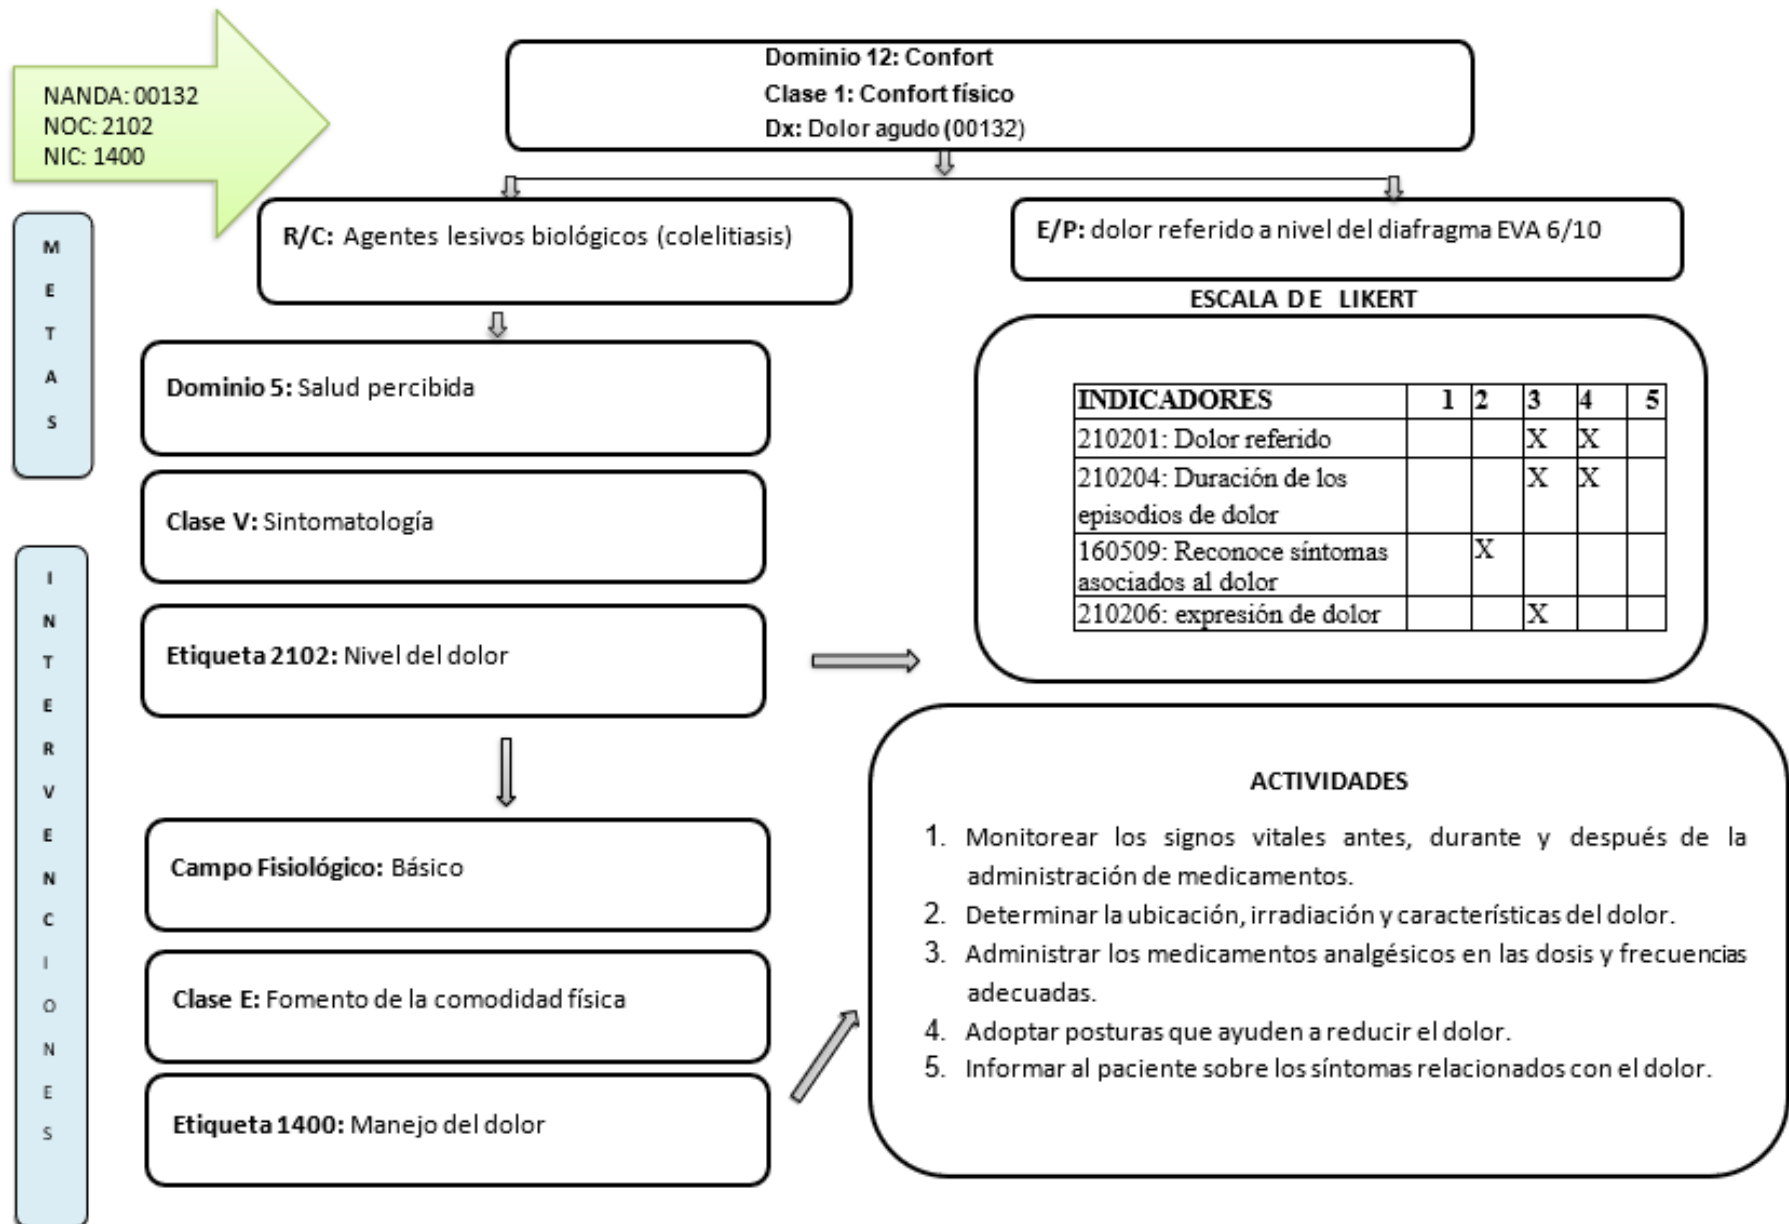 NANDA: 00132
NOC: 2102
NIC: 1400
Dominio 12: Confort
Clase 1: Confort físico
Dx: Dolor agudo (00132)
R/C: Agentes lesivos biológicos (colelitiasis)
E/P: dolor referido a nivel del diafragma EVA 6/10
METAS
ESCALA DE LIKERT
Dominio 5: Salud percibida
Clase V: Sintomatología
Etiqueta 2102: Nivel del dolor
INDICADORES 1 2 3 4 5
210201: Dolor referido X X
210204: Duración de los X X
episodios de dolor
160509: Reconoce síntomas X
asociados al dolor
210206: expresión de dolor X
INTERVENCIONES
Campo Fisiológico: Básico
Clase E: Fomento de la comodidad física
Etiqueta 1400: Manejo del dolor
ACTIVIDADES
1. Monitorear los signos vitales antes, durante y después de la
administración de medicamentos.
2. Determinar la ubicación, irradiación y características del dolor.
3. Administrar los medicamentos analgésicos en las dosis y frecuencias
adecuadas.
4. Adoptar posturas que ayuden a reducir el dolor.
5. Informar al paciente sobre los síntomas relacionados con el dolor.